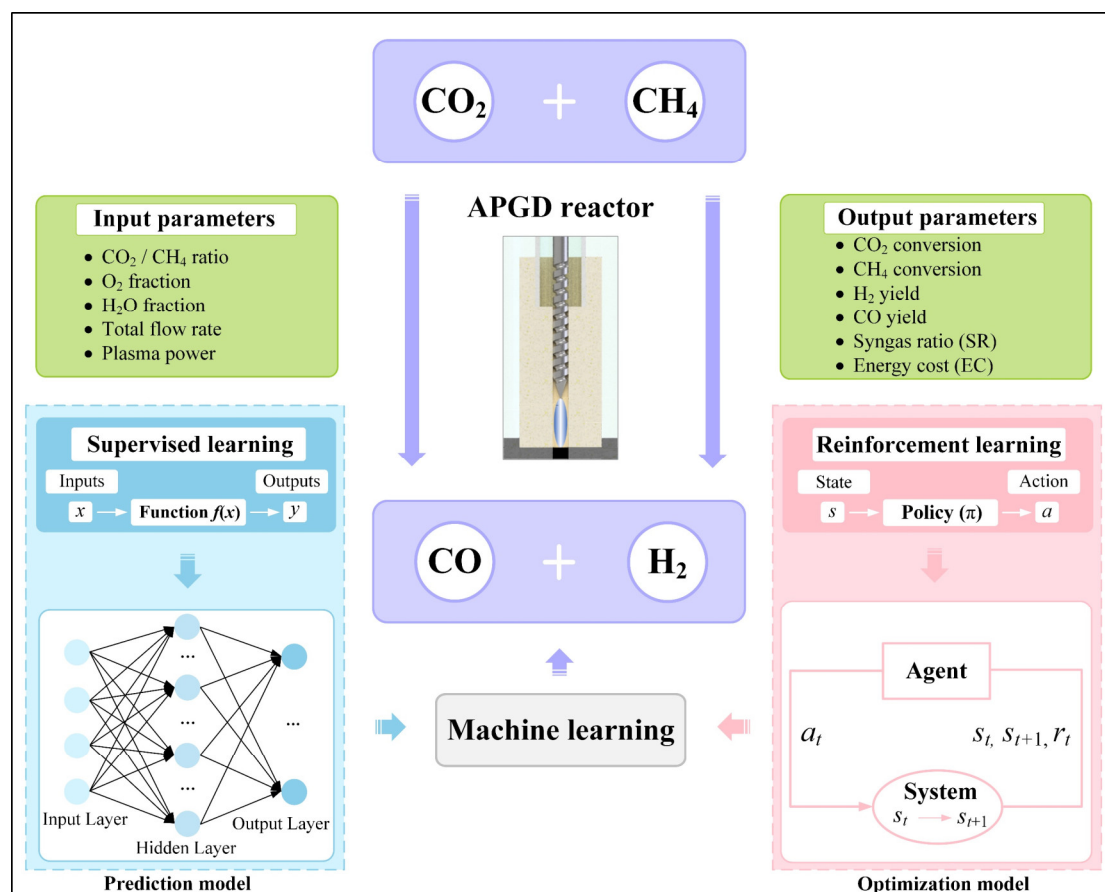 CO₂ + CH₄
APGD reactor
Input parameters
• CO₂ / CH₄ ratio
• O₂ fraction
• H₂O fraction
• Total flow rate
• Plasma power
Output parameters
• CO₂ conversion
• CH₄ conversion
• H₂ yield
• CO yield
• Syngas ratio (SR)
• Energy cost (EC)
Supervised learning
Inputs Outputs
x Function f(x) y
...
...
...
...
Input Layer
Hidden Layer
Output Layer
Prediction model
CO + H₂
Machine learning
Reinforcement learning
State Action
s Policy (π) a
Agent
aₜ
sₜ, sₜ₊₁, rₜ
System
sₜ sₜ₊₁
Optimization model